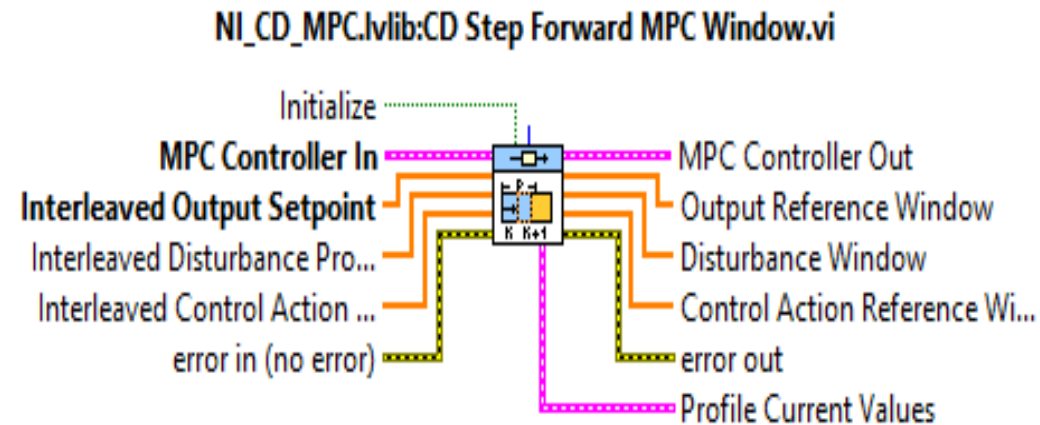 NI_CD_MPC.lvlib:CD Step Forward MPC Window.vi
Initialize
MPC Controller In
MPC Controller Out
Interleaved Output Setpoint
Output Reference Window
Interleaved Disturbance Pro...
Disturbance Window
Interleaved Control Action ...
Control Action Reference Wi...
error in (no error)
error out
Profile Current Values
P
K K+1